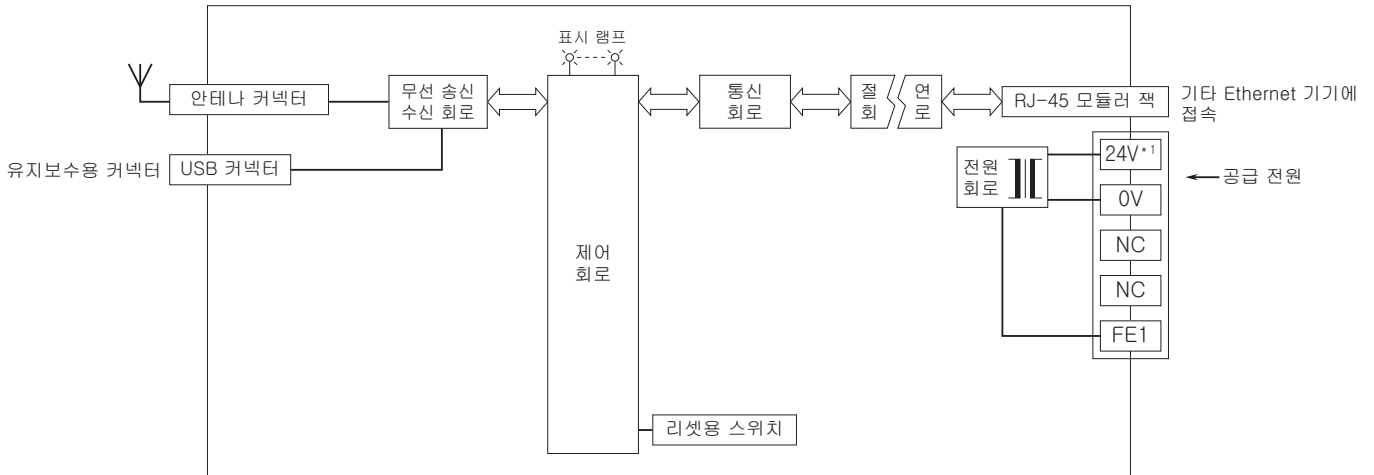 표시 램프
안테나 커넥터
무선 송신
수신 회로
통신
회로
절 연
회 로
RJ-45 모듈러 잭
기타 Ethernet 기기에
접속
유지보수용 커넥터
USB 커넥터
전원
회로
24V*1
공급 전원
0V
NC
NC
FE1
제어
회로
리셋용 스위치